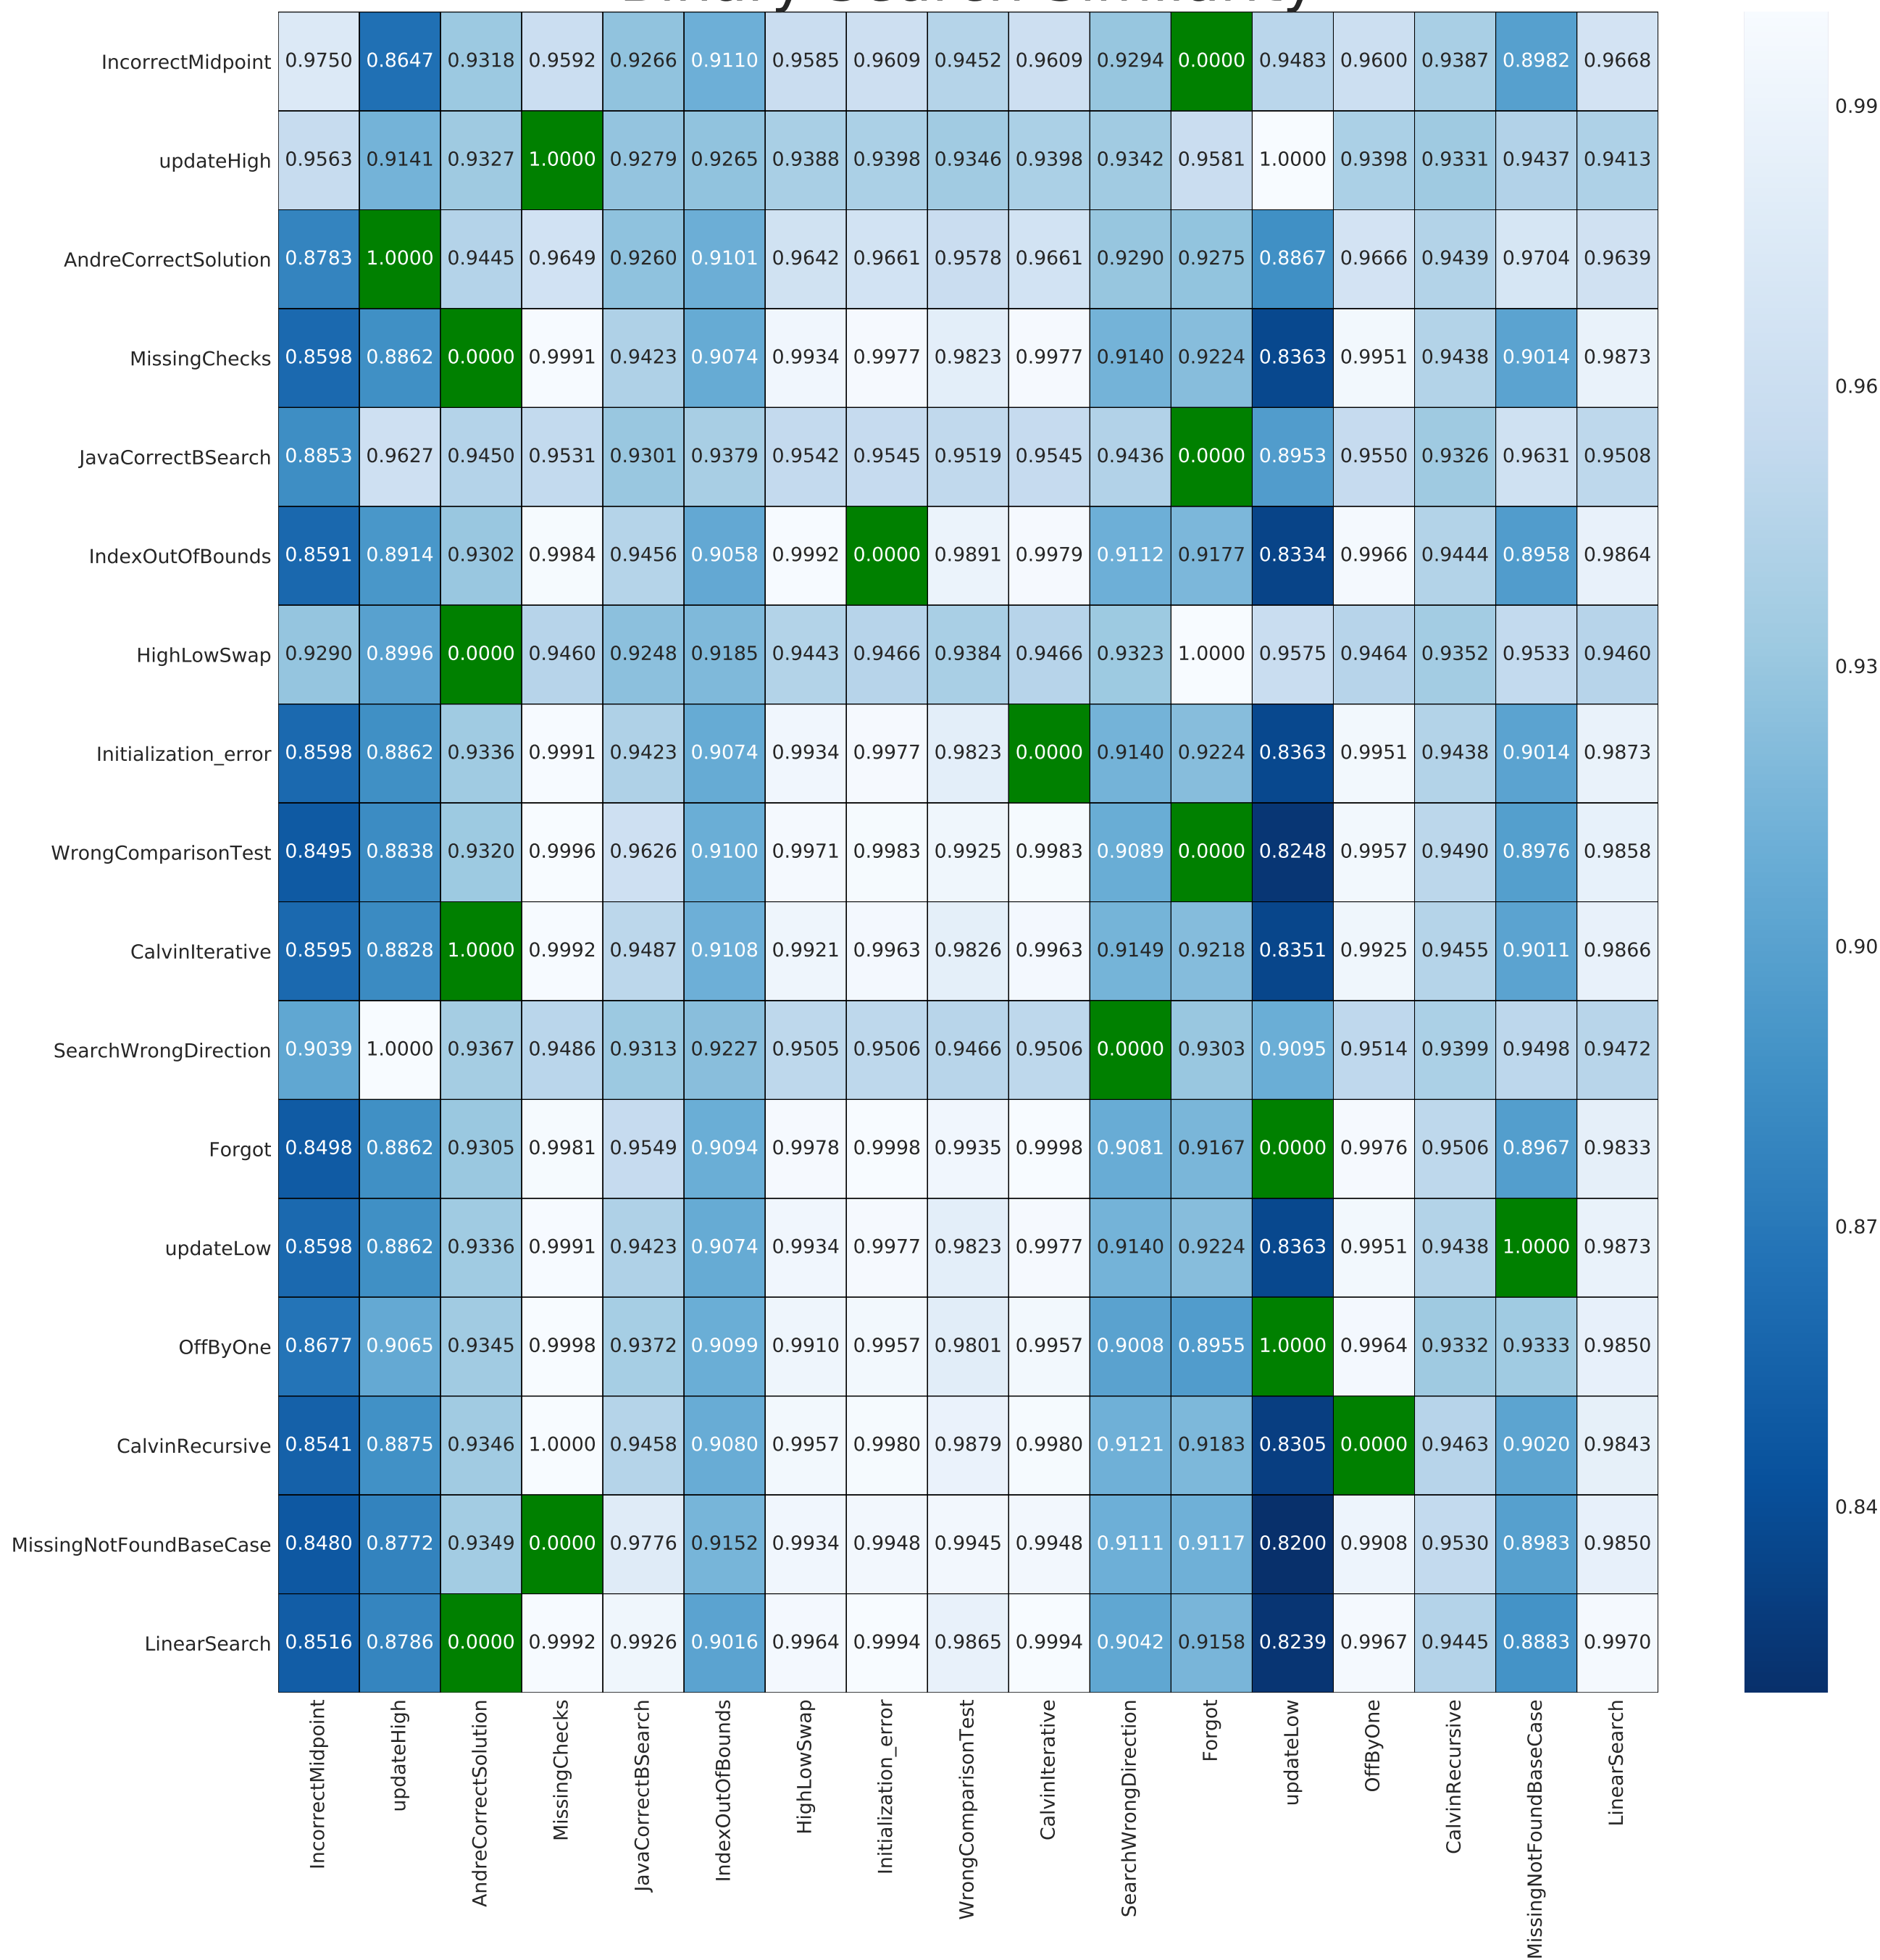 Binary Search Similarity
IncorrectMidpoint 0.9750 0.8647 0.9318 0.9592 0.9266 0.9110 0.9585 0.9609 0.9452 0.9609 0.9294 0.0000 0.9483 0.9600 0.9387 0.8982 0.9668
updateHigh 0.9563 0.9141 0.9327 1.0000 0.9279 0.9265 0.9388 0.9398 0.9346 0.9398 0.9342 0.9581 1.0000 0.9398 0.9331 0.9437 0.9413
AndreCorrectSolution 0.8783 1.0000 0.9445 0.9649 0.9260 0.9101 0.9642 0.9661 0.9578 0.9661 0.9290 0.9275 0.8867 0.9666 0.9439 0.9704 0.9639
MissingChecks 0.8598 0.8862 0.0000 0.9991 0.9423 0.9074 0.9934 0.9977 0.9823 0.9977 0.9140 0.9224 0.8363 0.9951 0.9438 0.9014 0.9873
JavaCorrectBSearch 0.8853 0.9627 0.9450 0.9531 0.9301 0.9379 0.9542 0.9545 0.9519 0.9545 0.9436 0.0000 0.8953 0.9550 0.9326 0.9631 0.9508
IndexOutOfBounds 0.8591 0.8914 0.9302 0.9984 0.9456 0.9058 0.9992 0.0000 0.9891 0.9979 0.9112 0.9177 0.8334 0.9966 0.9444 0.8958 0.9864
HighLowSwap 0.9290 0.8996 0.0000 0.9460 0.9248 0.9185 0.9443 0.9466 0.9384 0.9466 0.9323 1.0000 0.9575 0.9464 0.9352 0.9533 0.9460
Initialization_error 0.8598 0.8862 0.9336 0.9991 0.9423 0.9074 0.9934 0.9977 0.9823 0.0000 0.9140 0.9224 0.8363 0.9951 0.9438 0.9014 0.9873
WrongComparisonTest 0.8495 0.8838 0.9320 0.9996 0.9626 0.9100 0.9971 0.9983 0.9925 0.9983 0.9089 0.0000 0.8248 0.9957 0.9490 0.8976 0.9858
CalvinIterative 0.8595 0.8828 1.0000 0.9992 0.9487 0.9108 0.9921 0.9963 0.9826 0.9963 0.9149 0.9218 0.8351 0.9925 0.9455 0.9011 0.9866
SearchWrongDirection 0.9039 1.0000 0.9367 0.9486 0.9313 0.9227 0.9505 0.9506 0.9466 0.9506 0.0000 0.9303 0.9095 0.9514 0.9399 0.9498 0.9472
Forgot 0.8498 0.8862 0.9305 0.9981 0.9549 0.9094 0.9978 0.9998 0.9935 0.9998 0.9081 0.9167 0.0000 0.9976 0.9506 0.8967 0.9833
updateLow 0.8598 0.8862 0.9336 0.9991 0.9423 0.9074 0.9934 0.9977 0.9823 0.9977 0.9140 0.9224 0.8363 0.9951 0.9438 1.0000 0.9873
OffByOne 0.8677 0.9065 0.9345 0.9998 0.9372 0.9099 0.9910 0.9957 0.9801 0.9957 0.9008 0.8955 1.0000 0.9964 0.9332 0.9333 0.9850
CalvinRecursive 0.8541 0.8875 0.9346 1.0000 0.9458 0.9080 0.9957 0.9980 0.9879 0.9980 0.9121 0.9183 0.8305 0.0000 0.9463 0.9020 0.9843
MissingNotFoundBaseCase 0.8480 0.8772 0.9349 0.0000 0.9776 0.9152 0.9934 0.9948 0.9945 0.9948 0.9111 0.9117 0.8200 0.9908 0.9530 0.8983 0.9850
LinearSearch 0.8516 0.8786 0.0000 0.9992 0.9926 0.9016 0.9964 0.9994 0.9865 0.9994 0.9042 0.9158 0.8239 0.9967 0.9445 0.8883 0.9970
IncorrectMidpoint
updateHigh
AndreCorrectSolution
MissingChecks
JavaCorrectBSearch
IndexOutOfBounds
HighLowSwap
Initialization_error
WrongComparisonTest
CalvinIterative
SearchWrongDirection
Forgot
updateLow
OffByOne
CalvinRecursive
MissingNotFoundBaseCase
LinearSearch
0.99
0.96
0.93
0.90
0.87
0.84